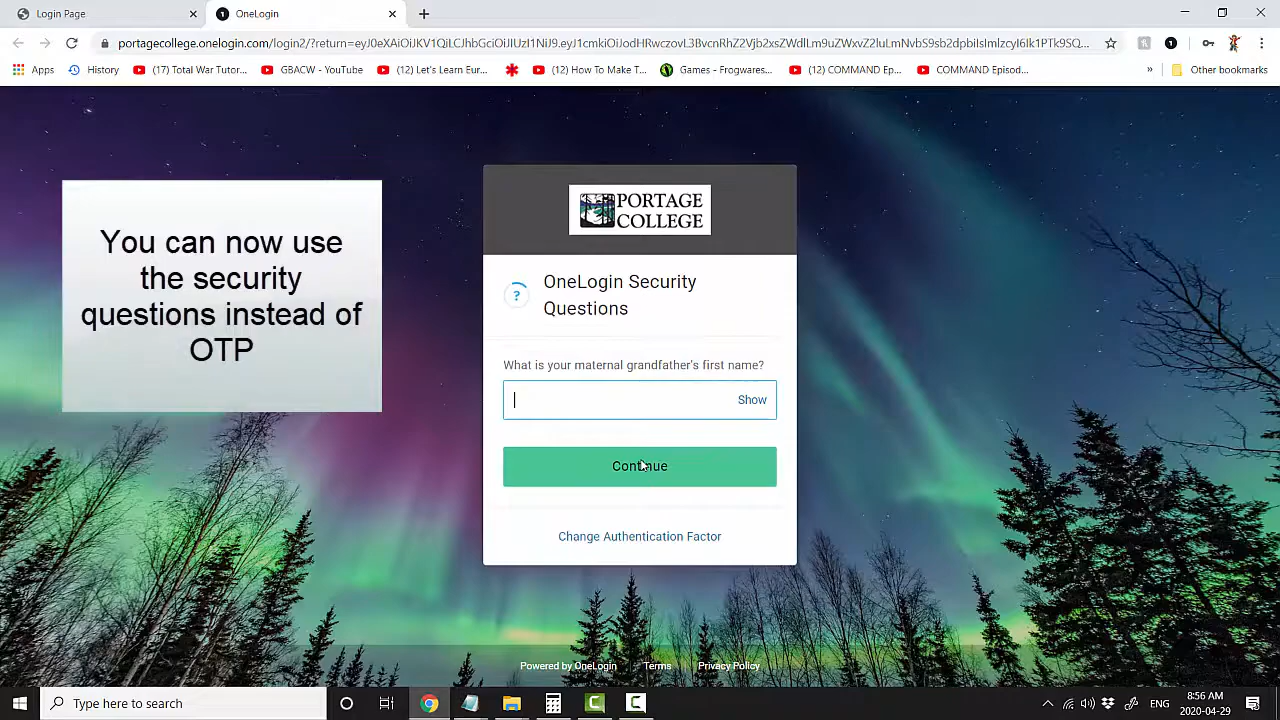 Login Page
OneLogin
portagecollege.onelogin.com/login2/?return=eyJ0eXAiOiJKV1QiLCJhbGciOiJIUzI1NiJ9.eyJ1cmkiOiJodHRwczovL3BvcnRhZ2Vjb2xsZWdlLm9uZWxvZ2luLmNvbS9sb2dpbiIsImlzcyI6Ik1PTk9SQ...
Apps
History
(17) Total War Tutor...
GBACW - YouTube
(12) Let's Learn Eur...
(12) How To Make T...
Games - Frogwares...
(12) COMMAND Ep...
COMMAND Episod...
»
Other bookmarks
You can now use
the security
questions instead of
OTP
PORTAGE
COLLEGE
? OneLogin Security
Questions
What is your maternal grandfather's first name?
Show
Continue
Change Authentication Factor
Powered by OneLogin
Terms
Privacy Policy
Type here to search
ENG
8:56 AM
2020-04-29